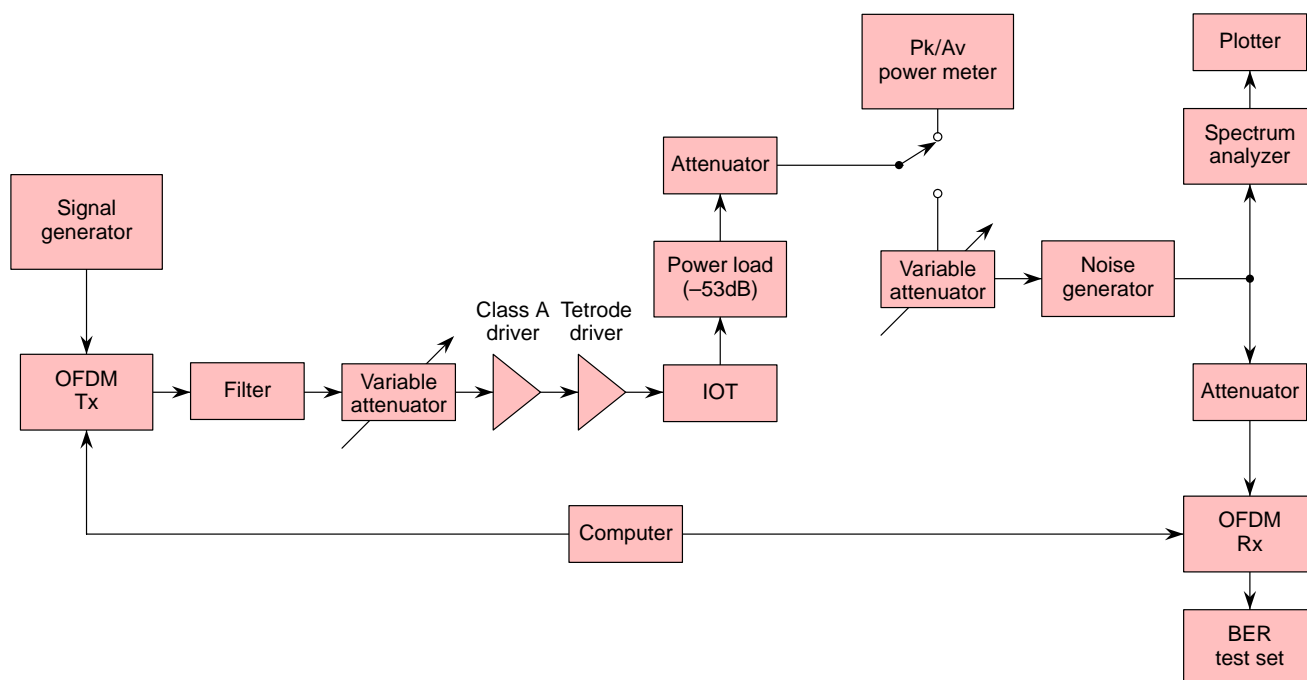 Pk/Av
power meter
Plotter
Spectrum
analyzer
Attenuator
Signal
generator
Power load
(–53dB)
Variable
attenuator
Noise
generator
Class A
driver
Tetrode
driver
OFDM
Tx
Filter
Variable
attenuator
IOT
Attenuator
Computer
OFDM
Rx
BER
test set